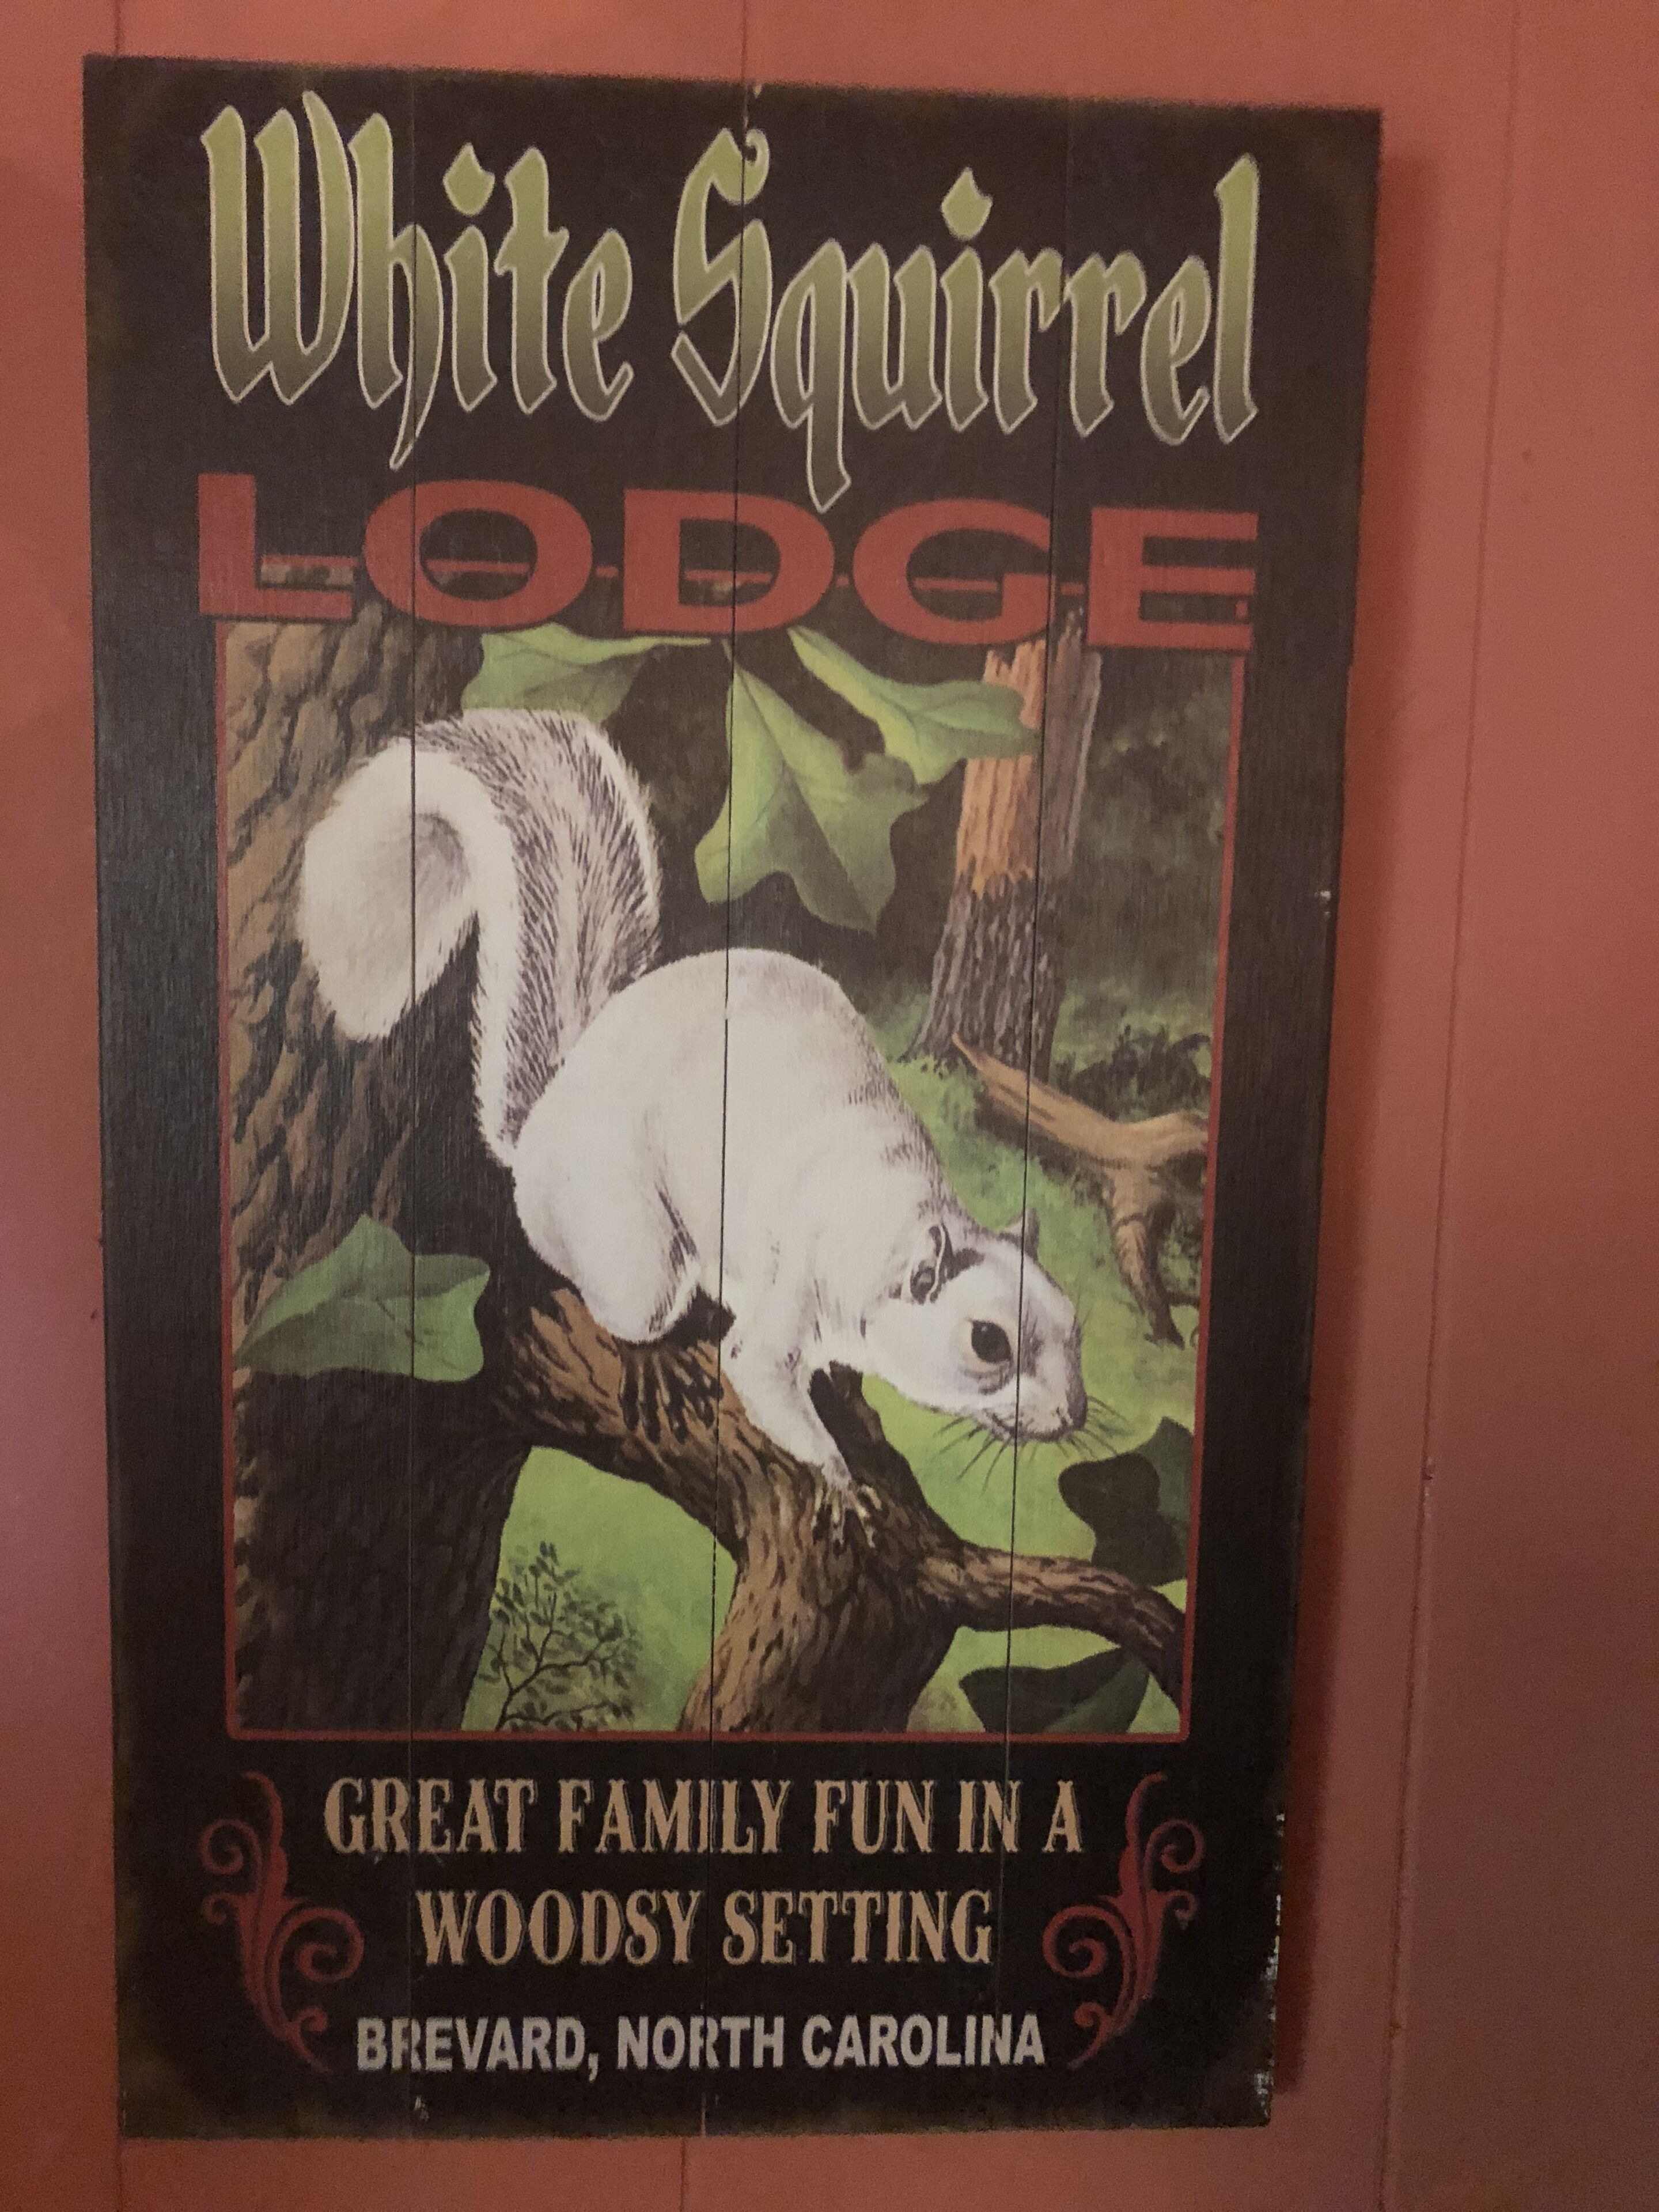 White Squirrel
LODGE
GREAT FAMILY FUN IN A
WOODSY SETTING
BREVARD, NORTH CAROLINA